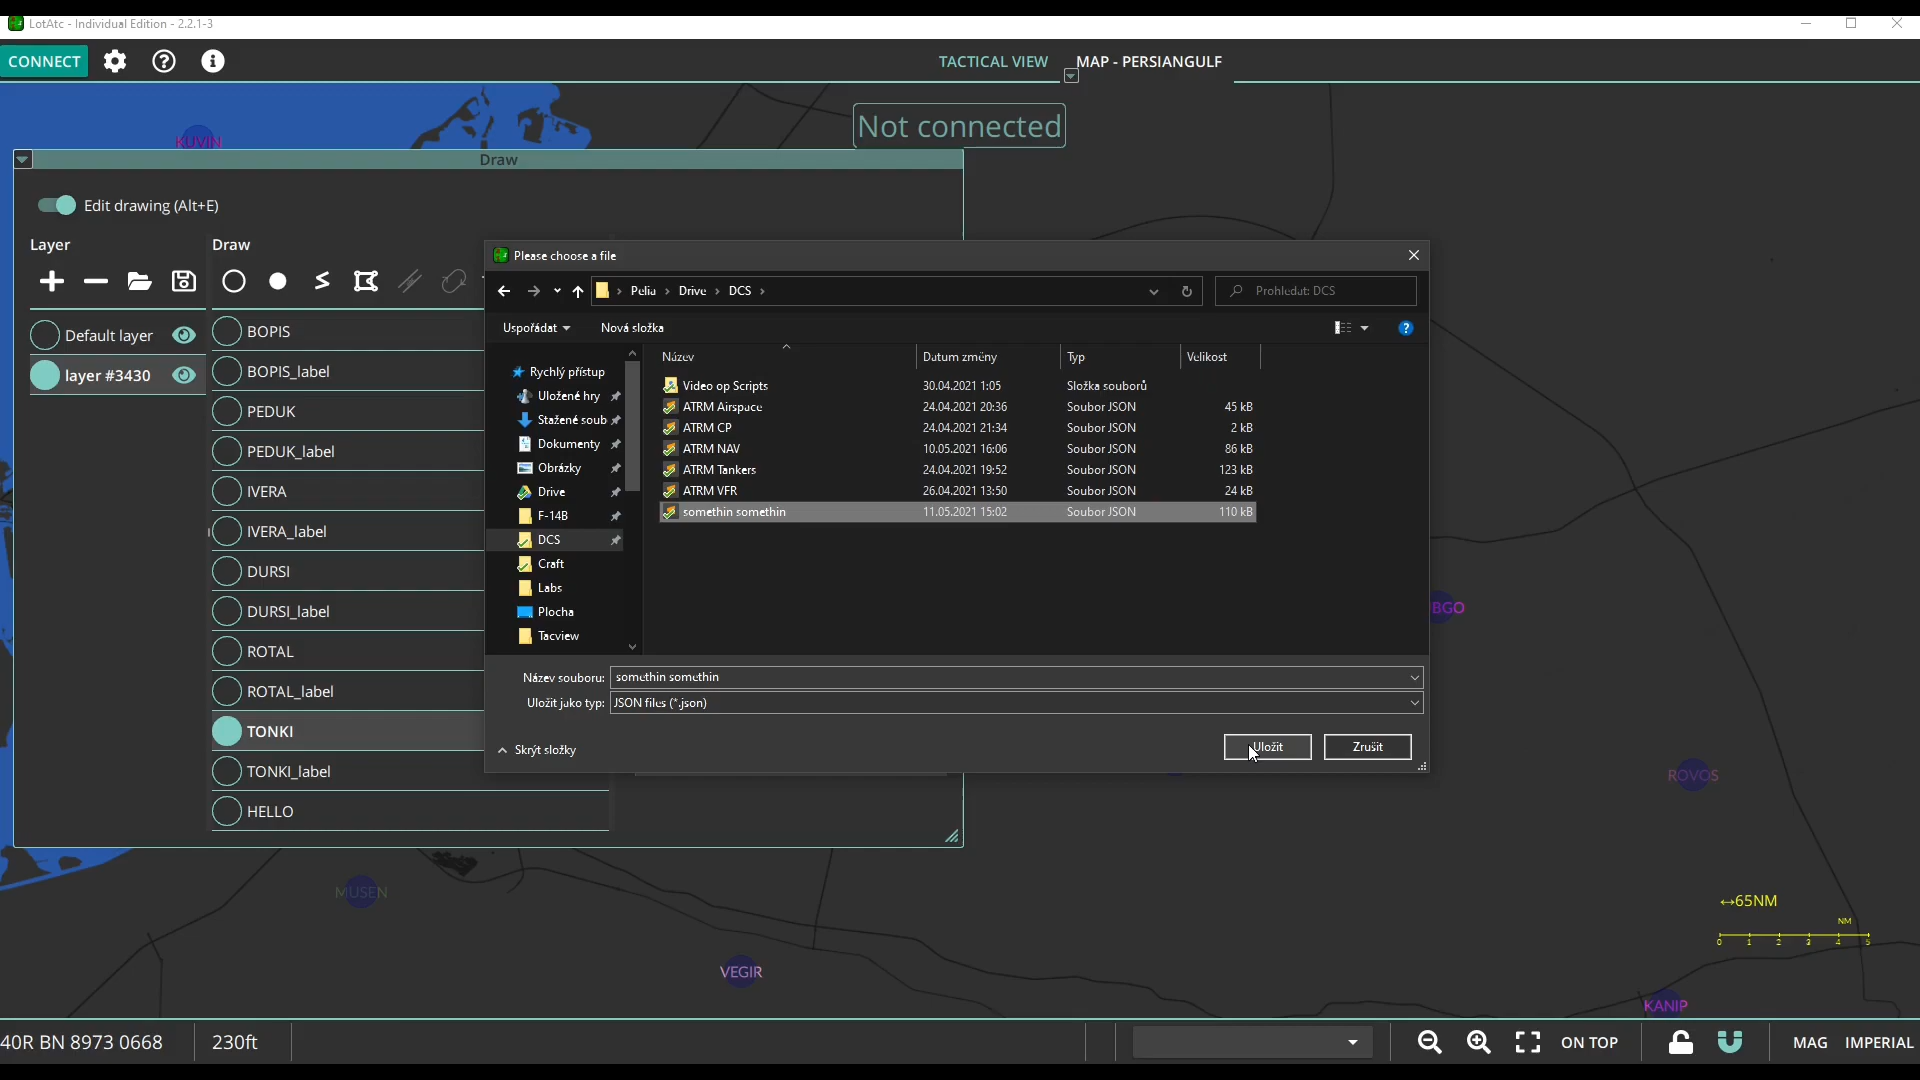 LotAtc - Individual Edition - 2.2.1-3
CONNECT
TACTICAL VIEW
MAP - PERSIANGULF
Not connected
KUVIN
Draw
Edit drawing (Alt+E)
Layer
Draw
Default layer
layer #3430
BOPIS
BOPIS_label
PEDUK
PEDUK_label
IVERA
IVERA_label
DURSI
DURSI_label
ROTAL
ROTAL_label
TONKI
TONKI_label
HELLO
Please choose a file
Pelia › Drive › DCS ›
Prohledat: DCS
Uspořádat
Nová složka
Rychlý přístup
Uložené hry
Stažené soub
Dokumenty
Obrázky
Drive
F-14B
DCS
Craft
Labs
Plocha
Tacview
Název Datum změny Typ Velikost
Video op Scripts 30.04.2021 1:05 Složka souborů
ATRM Airspace 24.04.2021 20:36 Soubor JSON 45 kB
ATRM CP 24.04.2021 21:34 Soubor JSON 2 kB
ATRM NAV 10.05.2021 16:06 Soubor JSON 86 kB
ATRM Tankers 24.04.2021 19:52 Soubor JSON 123 kB
ATRM VFR 26.04.2021 13:50 Soubor JSON 24 kB
somethin somethin 11.05.2021 15:02 Soubor JSON 110 kB
Název souboru: somethin somethin
Uložit jako typ: JSON files (*.json)
Skrýt složky
Uložit
Zrušit
BGO
ROVOS
MUSEN
VEGIR
KANIP
↔65NM
NM
0 1 2 3 4 5
40R BN 8973 0668
230ft
ON TOP
MAG
IMPERIAL